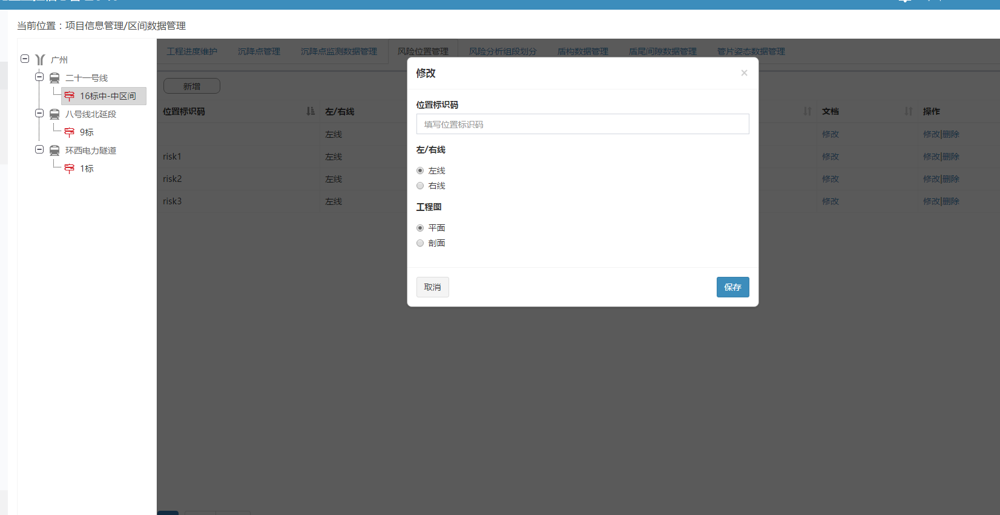 当前位置：项目信息管理/区间数据管理
广州
二十一号线
16标中-中区间
八号线北延段
9标
环西电力隧道
1标
工程进度维护 沉降点管理 沉降点监测数据管理 风险位置管理 风险分析组段划分 盾构数据管理 盾尾间隙数据管理 管片姿态数据管理
新增
位置标识码 左/右线 文档 操作
左线 修改 修改|删除
risk1 左线 修改 修改|删除
risk2 左线 修改 修改|删除
risk3 左线 修改 修改|删除
修改 ×
位置标识码
填写位置标识码
左/右线
左线
右线
工程图
平面
剖面
取消 保存